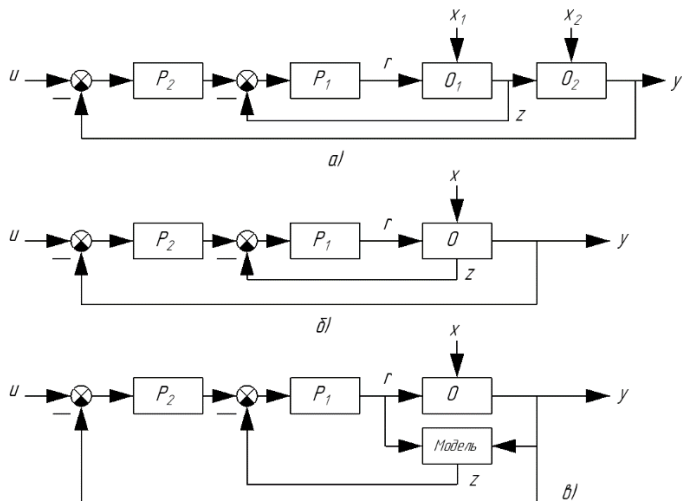 x₁ x₂
u P₂ P₁ r O₁ O₂ y
z
а)
x
u P₂ P₁ r O y
z
б)
x
u P₂ P₁ r O y
Модель
z
в)